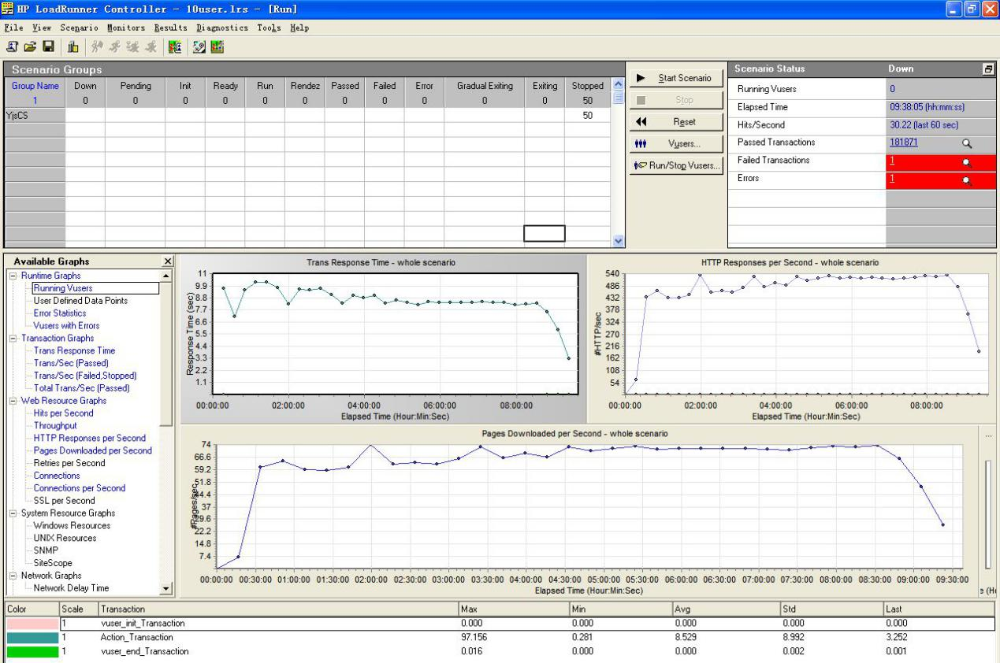 HP LoadRunner Controller - 10user.lrs - [Run]
File View Scenario Monitors Results Diagnostics Tools Help
Scenario Groups
Group Name Down Pending Init Ready Run Rendez Passed Failed Error Gradual Exiting Exiting Stopped
1 0 0 0 0 0 0 0 0 0 0 0 50
YjsCS 50
Start Scenario
Stop
Reset
Vusers...
Run/Stop Vusers...
Scenario Status Down
Running Vusers 0
Elapsed Time 09:38:05 (hh:mm:ss)
Hits/Second 30.22 (last 60 sec)
Passed Transactions 181871
Failed Transactions 1
Errors 1
Available Graphs
Runtime Graphs
Running Vusers
User Defined Data Points
Error Statistics
Vusers with Errors
Transaction Graphs
Trans Response Time
Trans/Sec (Passed)
Trans/Sec (Failed,Stopped)
Total Trans/Sec (Passed)
Web Resource Graphs
Hits per Second
Throughput
HTTP Responses per Second
Pages Downloaded per Second
Retries per Second
Connections
Connections per Second
SSL per Second
System Resource Graphs
Windows Resources
UNIX Resources
SNMP
SiteScope
Network Graphs
Network Delay Time
Trans Response Time - whole scenario
Response Time (sec)
11
9.9
8.8
7.7
6.6
5.5
4.4
3.3
2.2
1.1
00:00:00 02:00:00 04:00:00 06:00:00 08:00:00
Elapsed Time (Hour:Min:Sec)
HTTP Responses per Second - whole scenario
#HTTP/sec
540
486
432
378
324
270
216
162
108
54
00:00:00 02:00:00 04:00:00 06:00:00 08:00:00
Elapsed Time (Hour:Min:Sec)
Pages Downloaded per Second - whole scenario
...
#Pages/sec
74
66.6
59.2
51.8
44.4
37
29.6
22.2
14.8
7.4
00:00:00 00:30:00 01:00:00 01:30:00 02:00:00 02:30:00 03:00:00 03:30:00 04:00:00 04:30:00 05:00:00 05:30:00 06:00:00 06:30:00 07:00:00 07:30:00 08:00:00 08:30:00 09:00:00 09:30:00
Elapsed Time (Hour:Min:Sec)
e (H
Color Scale Transaction Max Min Avg Std Last
1 vuser_init_Transaction 0.000 0.000 0.000 0.000 0.000
1 Action_Transaction 97.156 0.281 8.529 8.992 3.252
1 vuser_end_Transaction 0.016 0.000 0.000 0.002 0.001